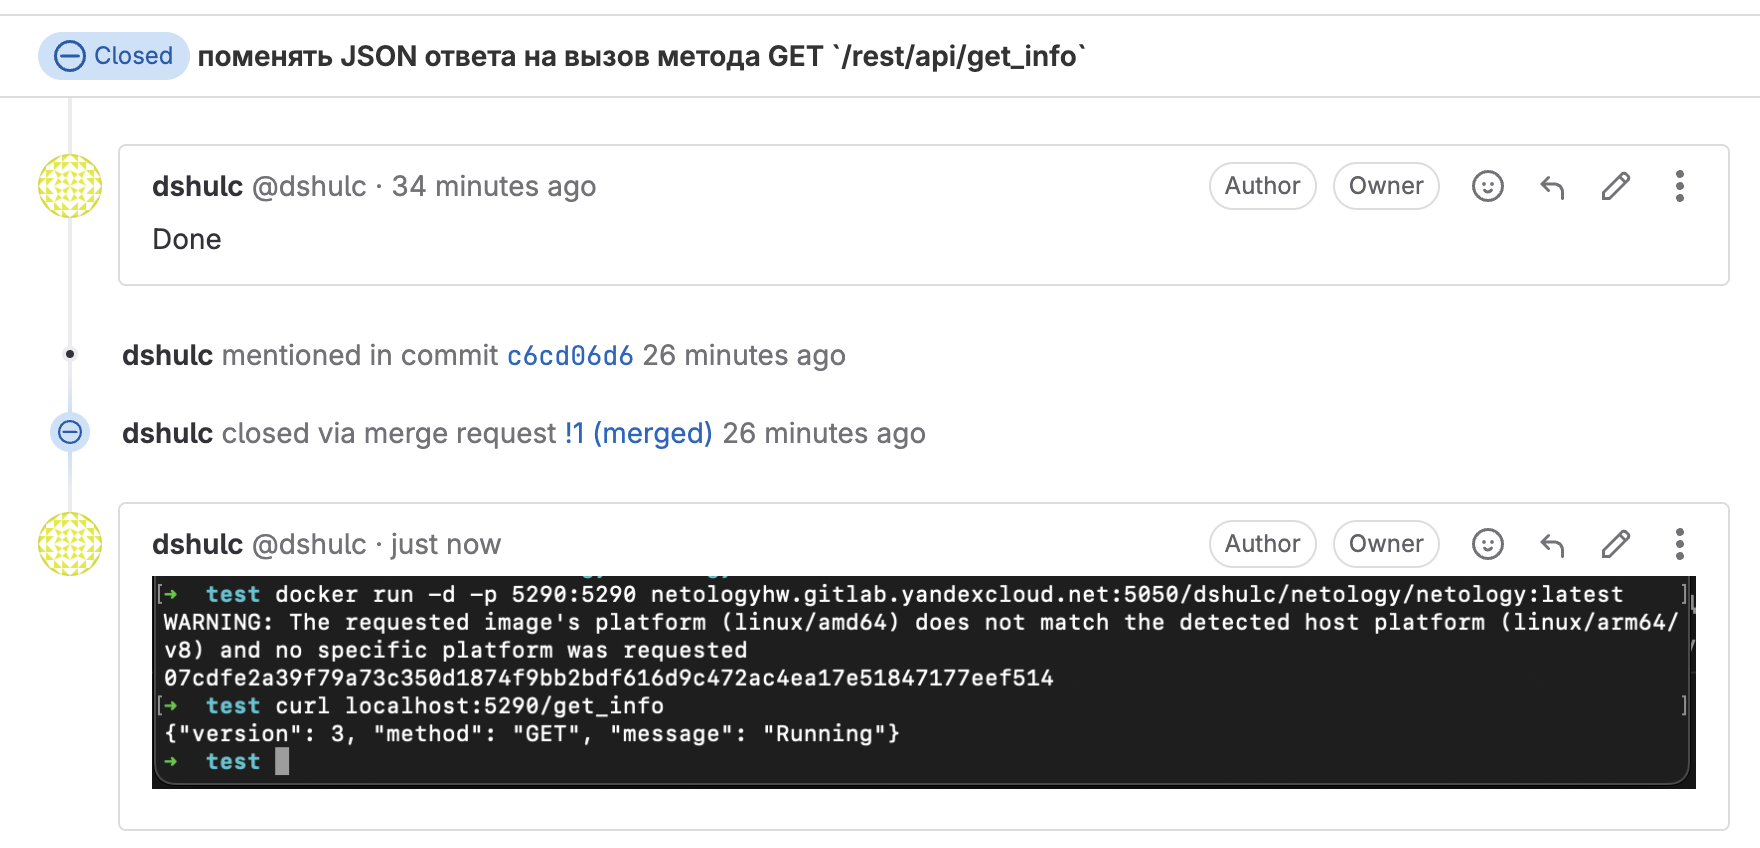 Closed поменять JSON ответа на вызов метода GET `/rest/api/get_info`
dshulc @dshulc · 34 minutes ago Author Owner
Done
dshulc mentioned in commit c6cd06d6 26 minutes ago
dshulc closed via merge request !1 (merged) 26 minutes ago
dshulc @dshulc · just now Author Owner
[➜ test docker run -d -p 5290:5290 netologyhw.gitlab.yandexcloud.net:5050/dshulc/netology/netology:latest ]
WARNING: The requested image's platform (linux/amd64) does not match the detected host platform (linux/arm64/
v8) and no specific platform was requested
07cdfe2a39f79a73c350d1874f9bb2bdf616d9c472ac4ea17e51847177eef514
[➜ test curl localhost:5290/get_info ]
{"version": 3, "method": "GET", "message": "Running"}
➜ test